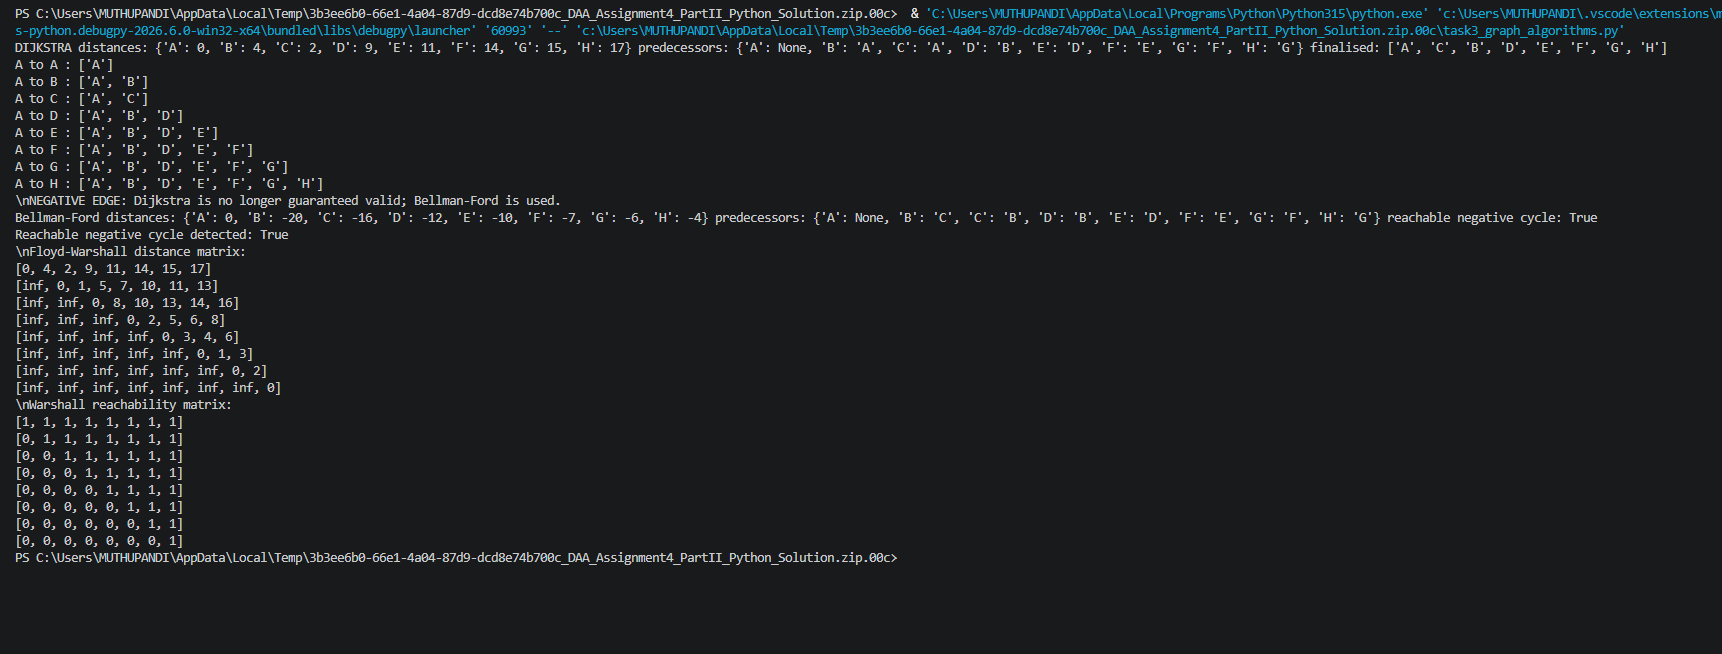 PS C:\Users\MUTHUPANDI\AppData\Local\Temp\3b3ee6b0-66e1-4a04-87d9-dcd8e74b700c_DAA_Assignment4_PartII_Python_Solution.zip.00c>  & 'C:\Users\MUTHUPANDI\AppData\Local\Programs\Python\Python315\python.exe' 'c:\Users\MUTHUPANDI\.vscode\extensions\m
s-python.debugpy-2026.6.0-win32-x64\bundled\libs\debugpy\launcher' '60993' '--' 'c:\Users\MUTHUPANDI\AppData\Local\Temp\3b3ee6b0-66e1-4a04-87d9-dcd8e74b700c_DAA_Assignment4_PartII_Python_Solution.zip.00c\task3_graph_algorithms.py'
DIJKSTRA distances: {'A': 0, 'B': 4, 'C': 2, 'D': 9, 'E': 11, 'F': 14, 'G': 15, 'H': 17} predecessors: {'A': None, 'B': 'A', 'C': 'A', 'D': 'B', 'E': 'D', 'F': 'E', 'G': 'F', 'H': 'G'} finalised: ['A', 'C', 'B', 'D', 'E', 'F', 'G', 'H']
A to A : ['A']
A to B : ['A', 'B']
A to C : ['A', 'C']
A to D : ['A', 'B', 'D']
A to E : ['A', 'B', 'D', 'E']
A to F : ['A', 'B', 'D', 'E', 'F']
A to G : ['A', 'B', 'D', 'E', 'F', 'G']
A to H : ['A', 'B', 'D', 'E', 'F', 'G', 'H']
\nNEGATIVE EDGE: Dijkstra is no longer guaranteed valid; Bellman-Ford is used.
Bellman-Ford distances: {'A': 0, 'B': -20, 'C': -16, 'D': -12, 'E': -10, 'F': -7, 'G': -6, 'H': -4} predecessors: {'A': None, 'B': 'C', 'C': 'B', 'D': 'B', 'E': 'D', 'F': 'E', 'G': 'F', 'H': 'G'} reachable negative cycle: True
Reachable negative cycle detected: True
\nFloyd-Warshall distance matrix:
[0, 4, 2, 9, 11, 14, 15, 17]
[inf, 0, 1, 5, 7, 10, 11, 13]
[inf, inf, 0, 8, 10, 13, 14, 16]
[inf, inf, inf, 0, 2, 5, 6, 8]
[inf, inf, inf, inf, 0, 3, 4, 6]
[inf, inf, inf, inf, inf, 0, 1, 3]
[inf, inf, inf, inf, inf, inf, 0, 2]
[inf, inf, inf, inf, inf, inf, inf, 0]
\nWarshall reachability matrix:
[1, 1, 1, 1, 1, 1, 1, 1]
[0, 1, 1, 1, 1, 1, 1, 1]
[0, 0, 1, 1, 1, 1, 1, 1]
[0, 0, 0, 1, 1, 1, 1, 1]
[0, 0, 0, 0, 1, 1, 1, 1]
[0, 0, 0, 0, 0, 1, 1, 1]
[0, 0, 0, 0, 0, 0, 1, 1]
[0, 0, 0, 0, 0, 0, 0, 1]
PS C:\Users\MUTHUPANDI\AppData\Local\Temp\3b3ee6b0-66e1-4a04-87d9-dcd8e74b700c_DAA_Assignment4_PartII_Python_Solution.zip.00c>